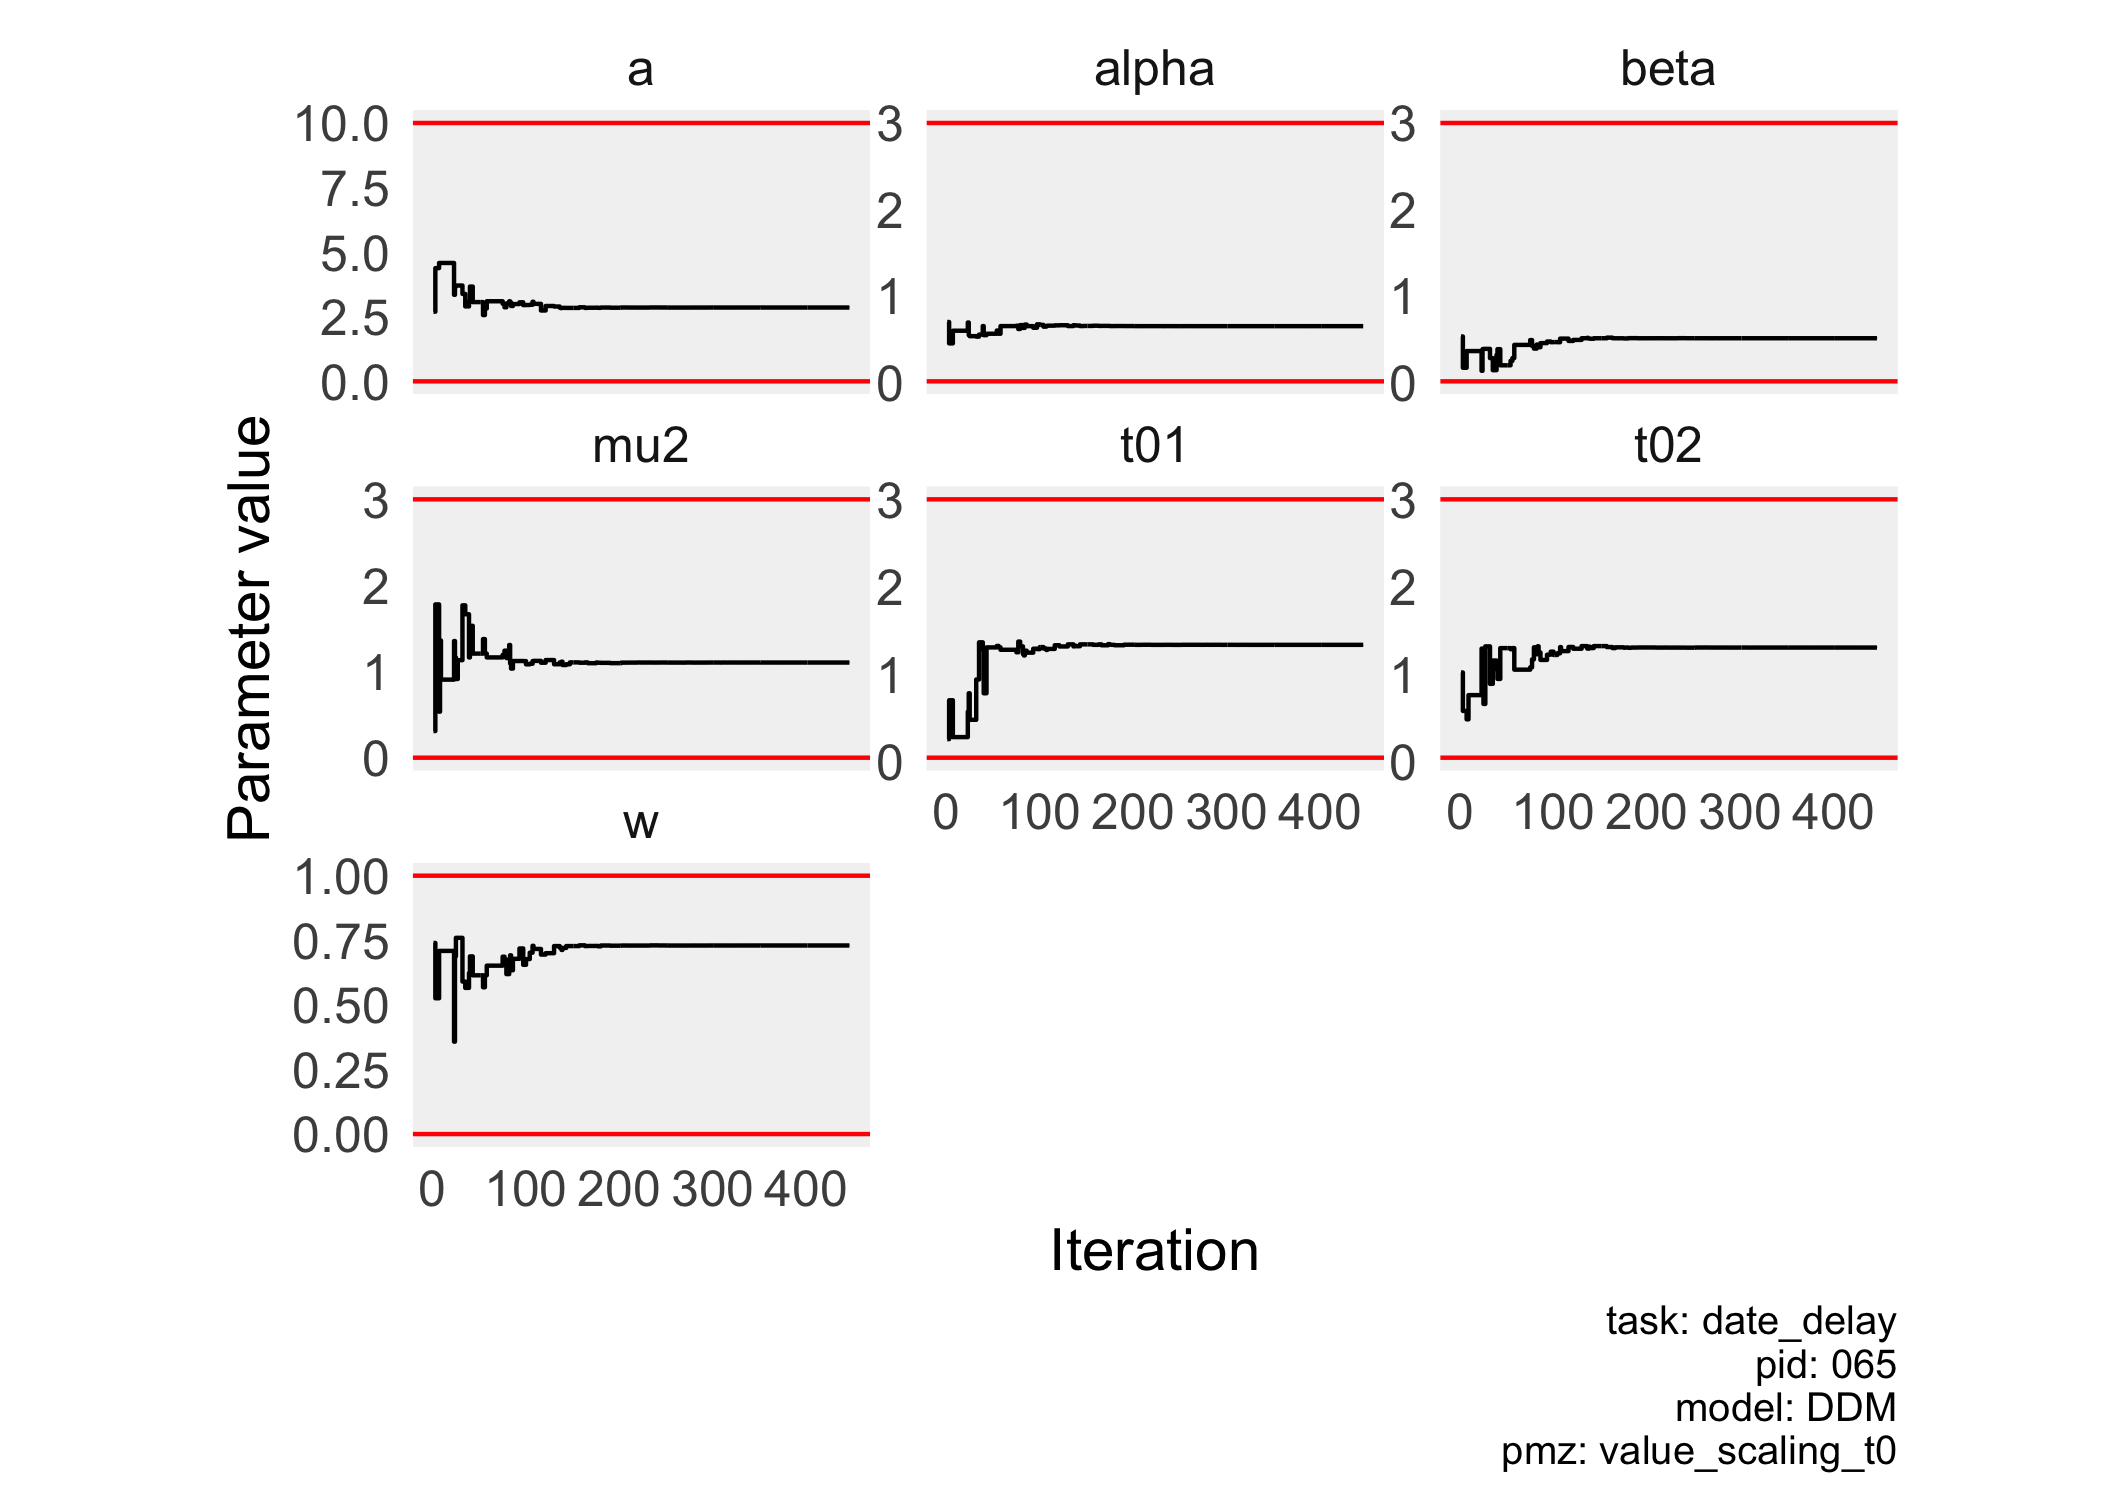 a alpha beta
10.0 3 3
7.5
5.0 2 2
2.5 1 1
0.0 0 0
mu2 t01 t02
3 3 3
2 2 2
1 1 1
0 0 0
0 100 200 300 400 0 100 200 300 400
w
1.00
0.75
0.50
0.25
0.00
0 100 200 300 400
Parameter value
Iteration
task: date_delay
pid: 065
model: DDM
pmz: value_scaling_t0